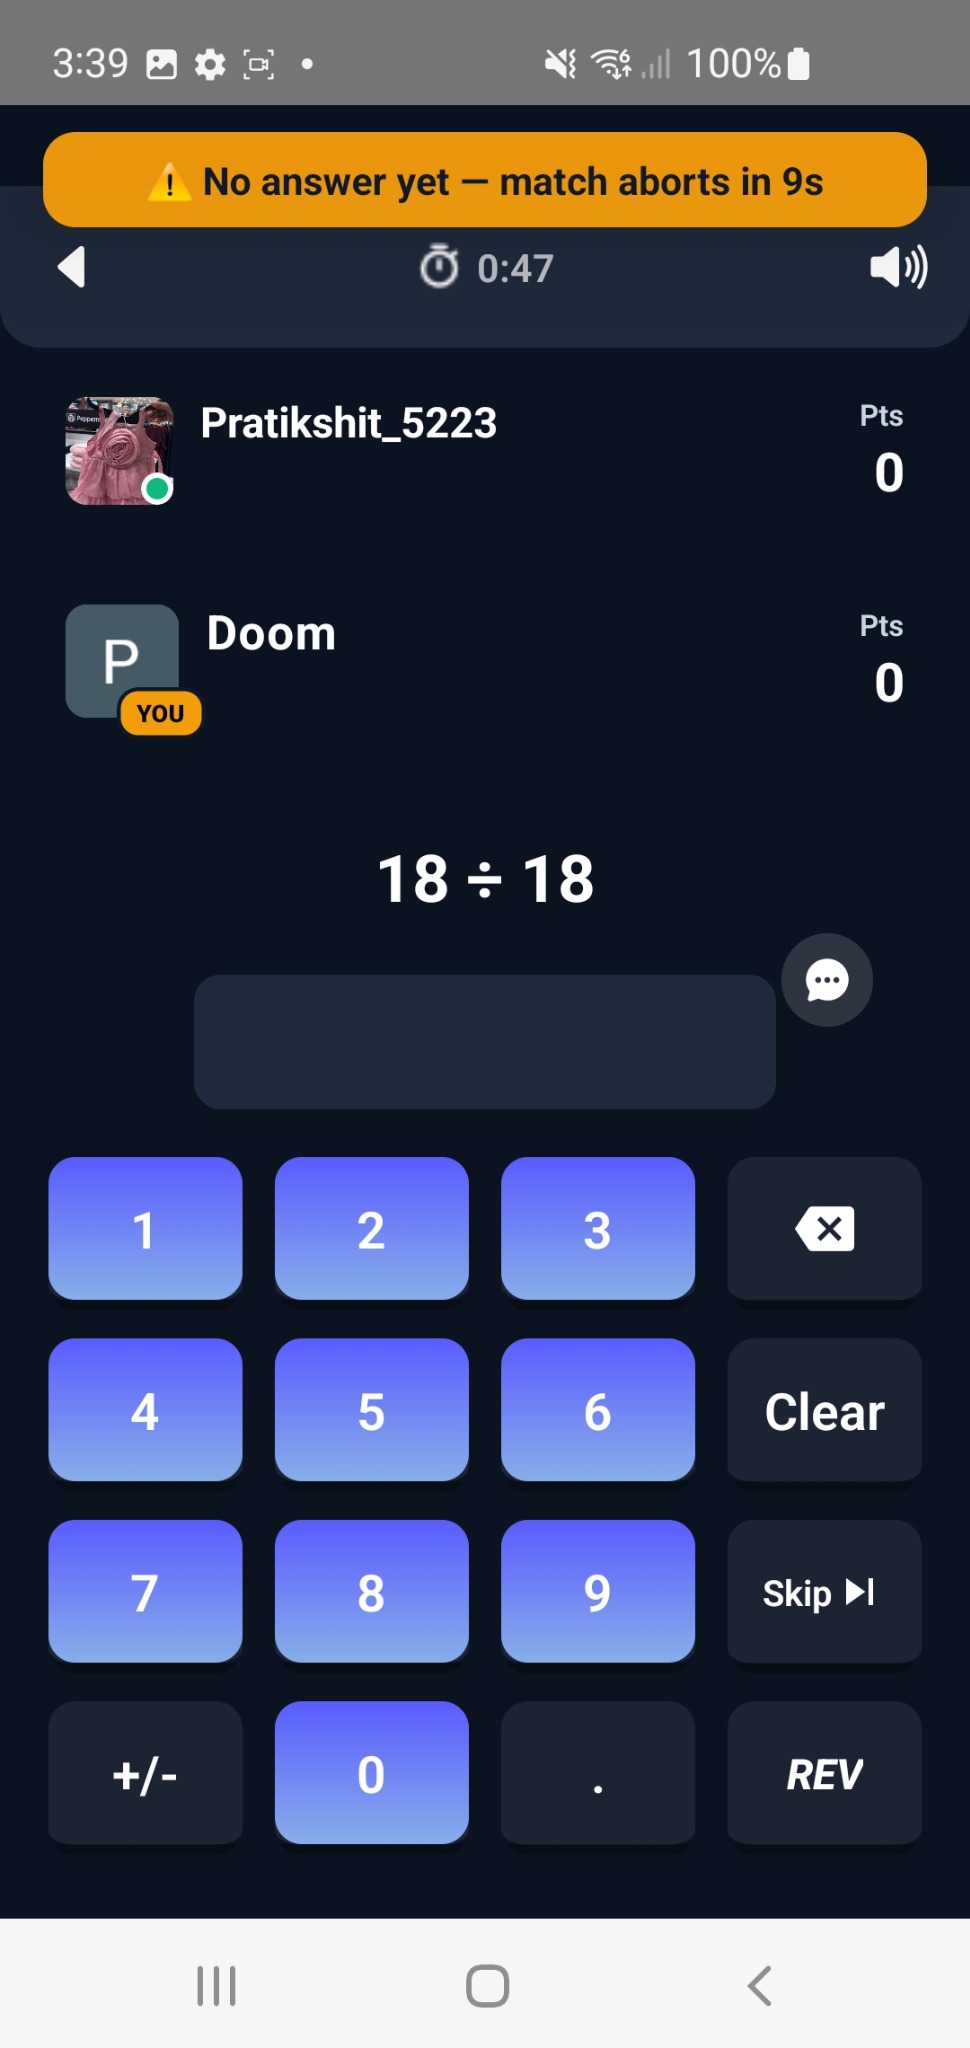 3:39 100%
⚠️ No answer yet — match aborts in 9s
0:47
Pratikshit_5223
Pts
0
P
YOU
Doom
Pts
0
18 ÷ 18
1 2 3
4 5 6 Clear
7 8 9 Skip
+/- 0 . REV